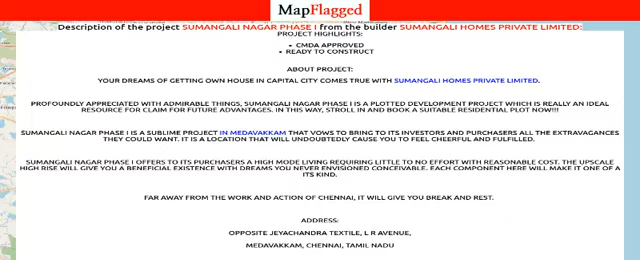 MapFlagged
Description of the project SUMANGALI NAGAR PHASE I from the builder SUMANGALI HOMES PRIVATE LIMITED:
PROJECT HIGHLIGHTS:
• CMDA APPROVED
• READY TO CONSTRUCT
ABOUT PROJECT:
YOUR DREAMS OF GETTING OWN HOUSE IN CAPITAL CITY COMES TRUE WITH SUMANGALI HOMES PRIVATE LIMITED.
PROFOUNDLY APPRECIATED WITH ADMIRABLE THINGS, SUMANGALI NAGAR PHASE I IS A PLOTTED DEVELOPMENT PROJECT WHICH IS REALLY AN IDEAL
RESOURCE FOR CLAIM FOR FUTURE ADVANTAGES. IN THIS WAY, STROLL IN AND BOOK A SUITABLE RESIDENTIAL PLOT NOW!!!
SUMANGALI NAGAR PHASE I IS A SUBLIME PROJECT IN MEDAVAKKAM THAT VOWS TO BRING TO ITS INVESTORS AND PURCHASERS ALL THE EXTRAVAGANCES
THEY COULD WANT. IT IS A LOCATION THAT WILL UNDOUBTEDLY CAUSE YOU TO FEEL CHEERFUL AND FULFILLED.
SUMANGALI NAGAR PHASE I OFFERS TO ITS PURCHASERS A HIGH MODE LIVING REQUIRING LITTLE TO NO EFFORT WITH REASONABLE COST. THE UPSCALE
HIGH RISE WILL GIVE YOU A BENEFICIAL EXISTENCE WITH DREAMS YOU NEVER ENVISIONED CONCEIVABLE. EACH COMPONENT HERE WILL MAKE IT ONE OF A
ITS KIND.
FAR AWAY FROM THE WORK AND ACTION OF CHENNAI, IT WILL GIVE YOU BREAK AND REST.
ADDRESS:
OPPOSITE JEYACHANDRA TEXTILE, L R AVENUE,
MEDAVAKKAM, CHENNAI, TAMIL NADU